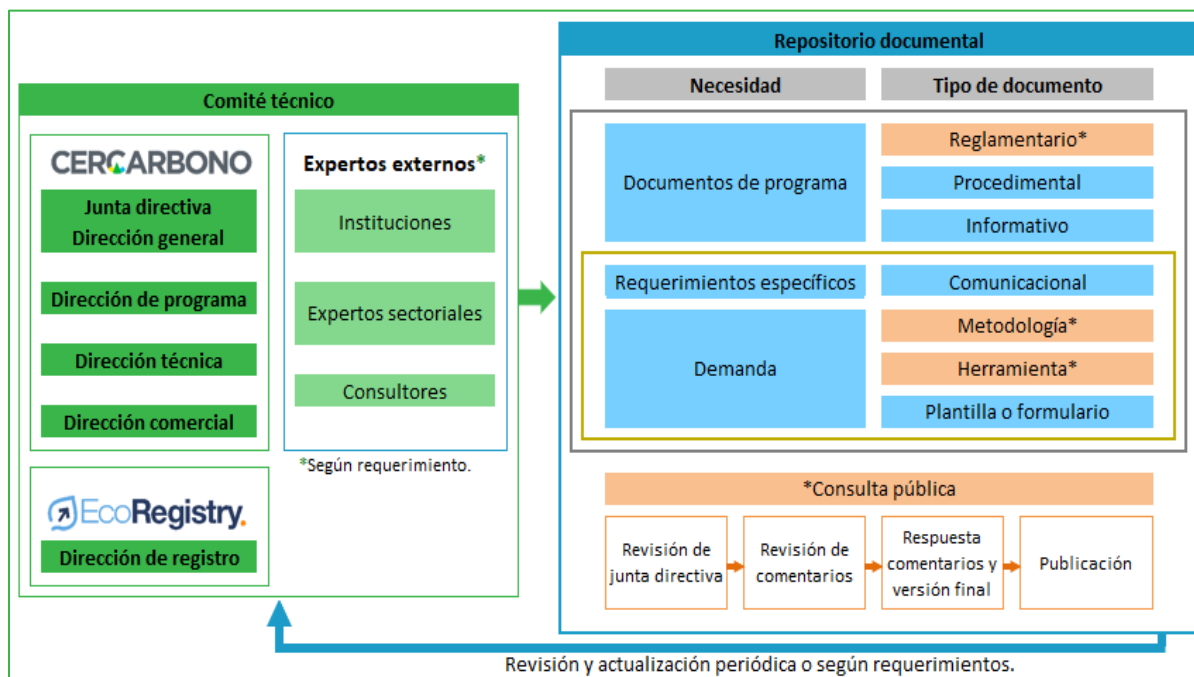 Comité técnico
CERCARBONO
Junta directiva
Dirección general
Dirección de programa
Dirección técnica
Dirección comercial
EcoRegistry.
Dirección de registro
Expertos externos*
Instituciones
Expertos sectoriales
Consultores
*Según requerimiento.
Repositorio documental
Necesidad
Tipo de documento
Documentos de programa
Reglamentario*
Procedimental
Informativo
Requerimientos específicos
Comunicacional
Demanda
Metodología*
Herramienta*
Plantilla o formulario
*Consulta pública
Revisión de
junta directiva
Revisión de
comentarios
Respuesta
comentarios y
versión final
Publicación
Revisión y actualización periódica o según requerimientos.